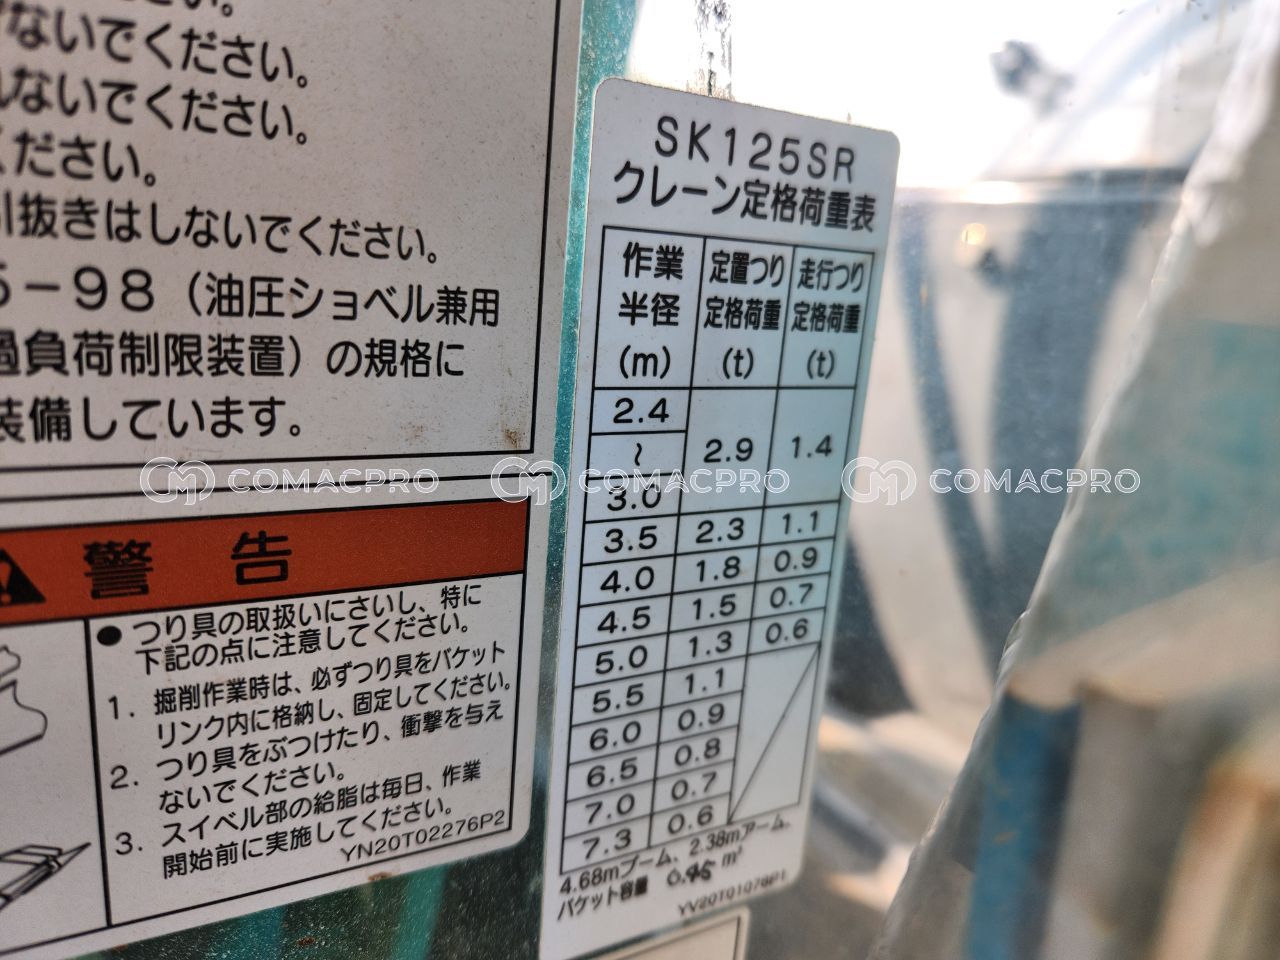 ください。
けないでください。
れないでください。
ください。
引抜きはしないでください。
5-98（油圧ショベル兼用
過負荷制限装置）の規格に
装備しています。
警告
● つり具の取扱いにさいし、特に
下記の点に注意してください。
1. 掘削作業時は、必ずつり具をバケット
リンク内に格納し、固定してください。
2. つり具をぶつけたり、衝撃を与え
ないでください。
3. スイベル部の給脂は毎日、作業
開始前に実施してください。
YN20T02276P2
SK125SR
クレーン定格荷重表
作業半径(m) 定置つり定格荷重(t) 走行つり定格荷重(t)
2.4～3.0 2.9 1.4
3.5 2.3 1.1
4.0 1.8 0.9
4.5 1.5 0.7
5.0 1.3 0.6
5.5 1.1
6.0 0.9
6.5 0.8
7.0 0.7
7.3 0.6
4.68mブーム、2.38mアーム、
バケット容量 0.45 m³
COMACPRO COMACPRO COMACPRO